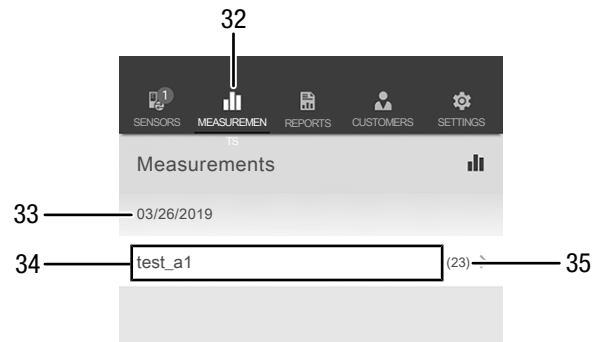 32
1
SENSORS MEASUREMEN REPORTS CUSTOMERS SETTINGS
TS
Measurements
33 03/26/2019
34 test_a1 (23) 35